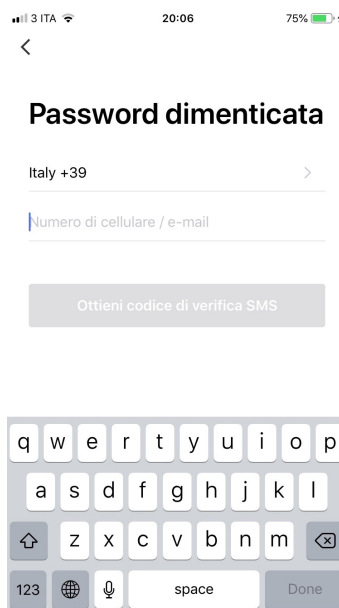 3 ITA 20:06 75%
Password dimenticata
Italy +39
Numero di cellulare / e-mail
Ottieni codice di verifica SMS
q w e r t y u i o p
a s d f g h j k l
z x c v b n m
123 space Done